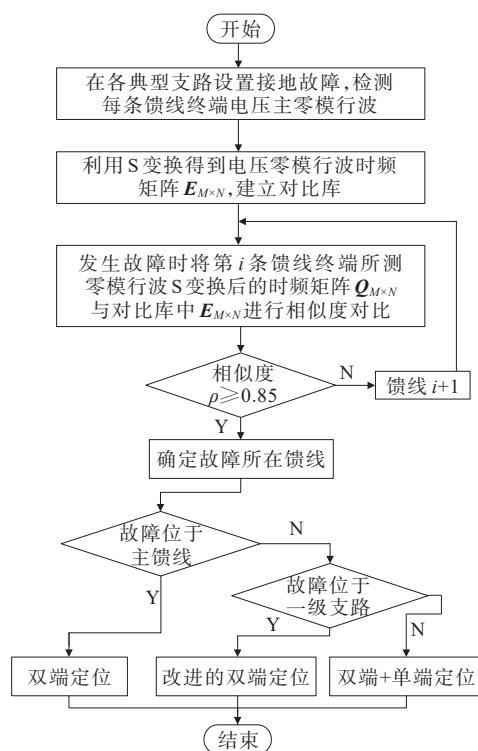 开始
在各典型支路设置接地故障,检测
每条馈线终端电压主零模行波
利用S变换得到电压零模行波时频
矩阵E_{M×N},建立对比库
发生故障时将第i条馈线终端所测
零模行波S变换后的时频矩阵Q_{M×N}
与对比库中E_{M×N}进行相似度对比
相似度
ρ≥0.85
N
馈线i+1
Y
确定故障所在馈线
故障位于
主馈线
N
故障位于
一级支路
Y
Y
N
双端定位
改进的双端定位
双端+单端定位
结束